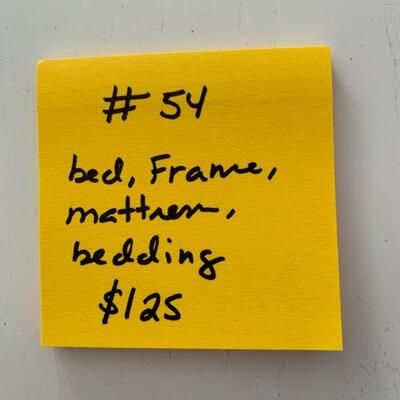 # 54
bed, Frame,
mattress,
bedding
$125